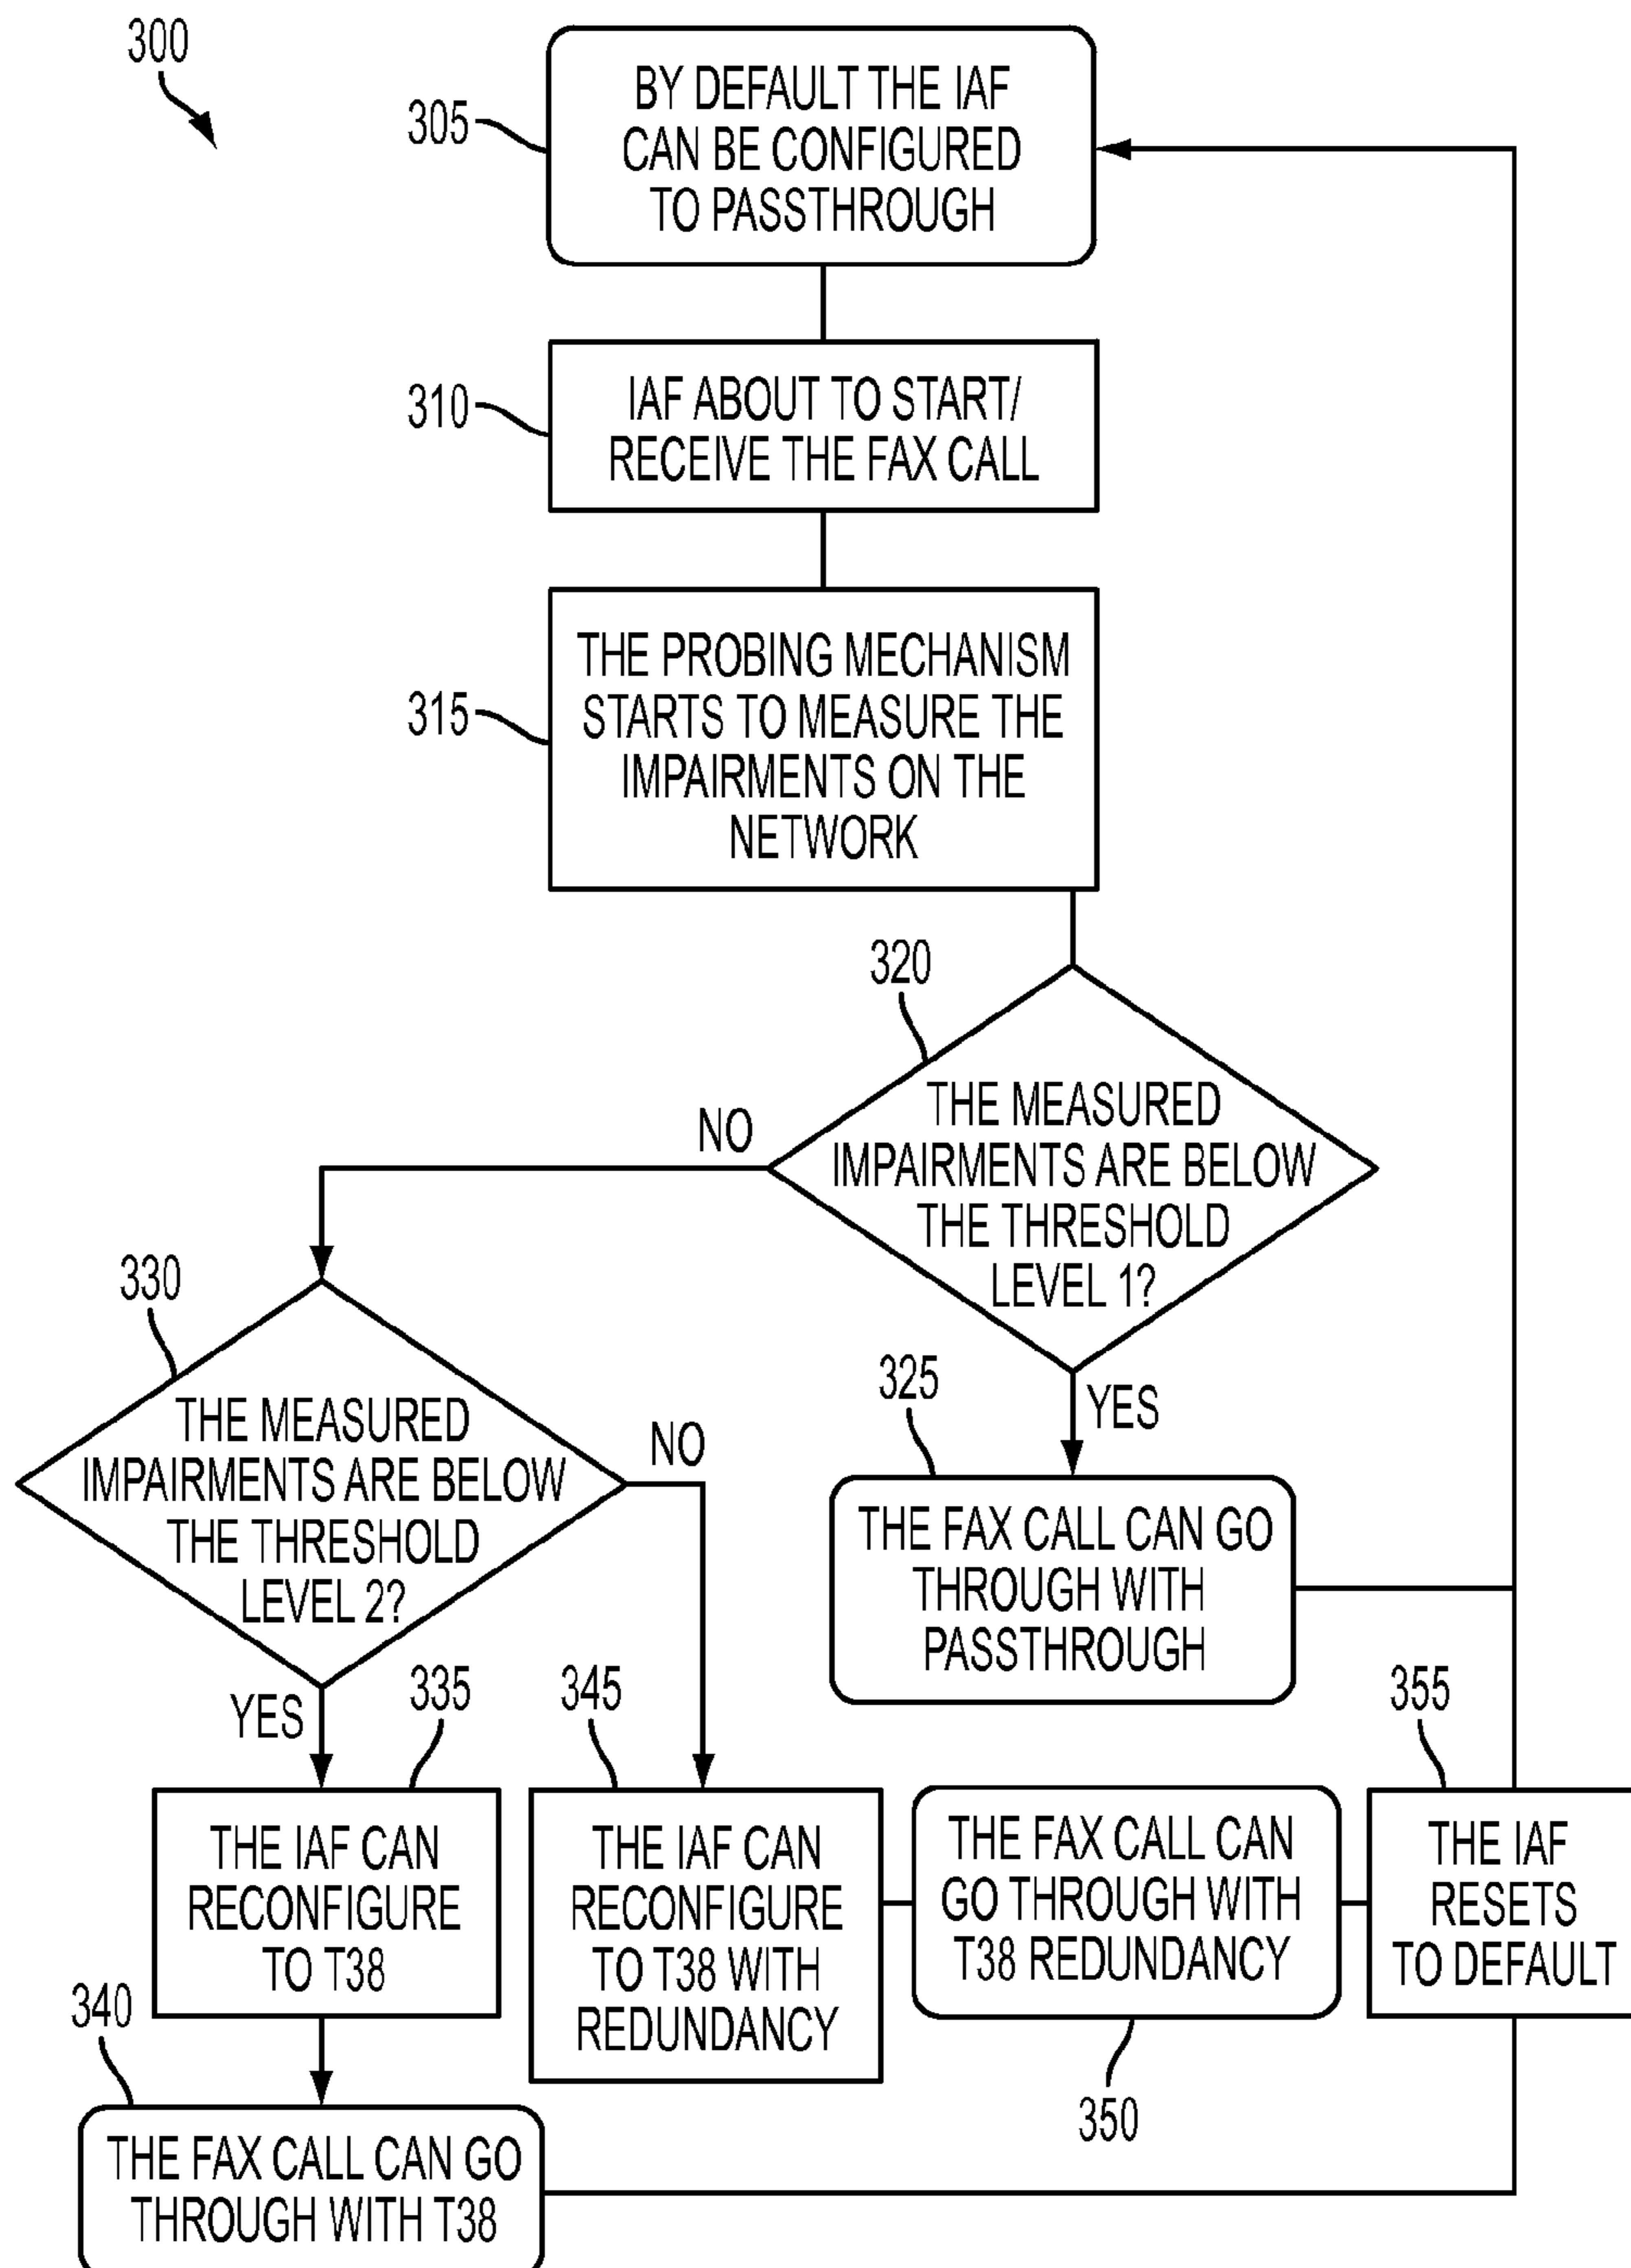 300
305
BY DEFAULT THE IAF
CAN BE CONFIGURED
TO PASSTHROUGH
310
IAF ABOUT TO START/
RECEIVE THE FAX CALL
315
THE PROBING MECHANISM
STARTS TO MEASURE THE
IMPAIRMENTS ON THE
NETWORK
320
THE MEASURED
IMPAIRMENTS ARE BELOW
THE THRESHOLD
LEVEL 1?
NO
YES
330
THE MEASURED
IMPAIRMENTS ARE BELOW
THE THRESHOLD
LEVEL 2?
NO
YES
325
THE FAX CALL CAN GO
THROUGH WITH
PASSTHROUGH
335
THE IAF CAN
RECONFIGURE
TO T38
345
THE IAF CAN
RECONFIGURE
TO T38 WITH
REDUNDANCY
THE FAX CALL CAN
GO THROUGH WITH
T38 REDUNDANCY
350
355
THE IAF
RESETS
TO DEFAULT
340
THE FAX CALL CAN GO
THROUGH WITH T38